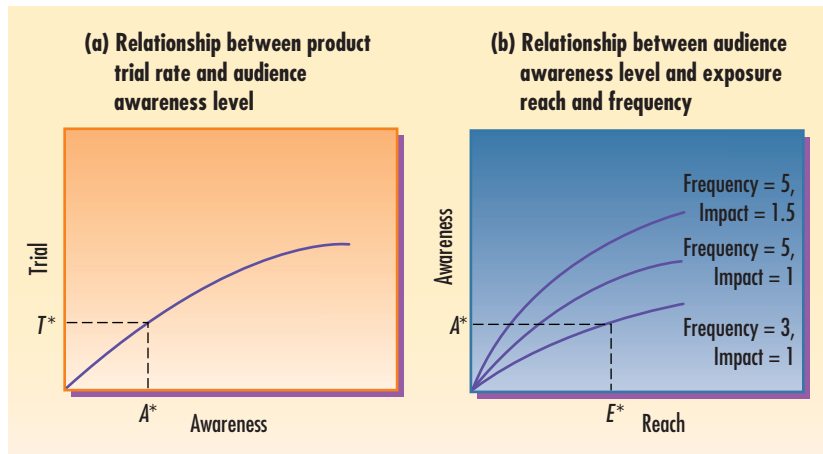 (a) Relationship between product
trial rate and audience
awareness level
Trial
T*
A*
Awareness
(b) Relationship between audience
awareness level and exposure
reach and frequency
Awareness
Frequency = 5,
Impact = 1.5
Frequency = 5,
Impact = 1
Frequency = 3,
Impact = 1
A*
E*
Reach